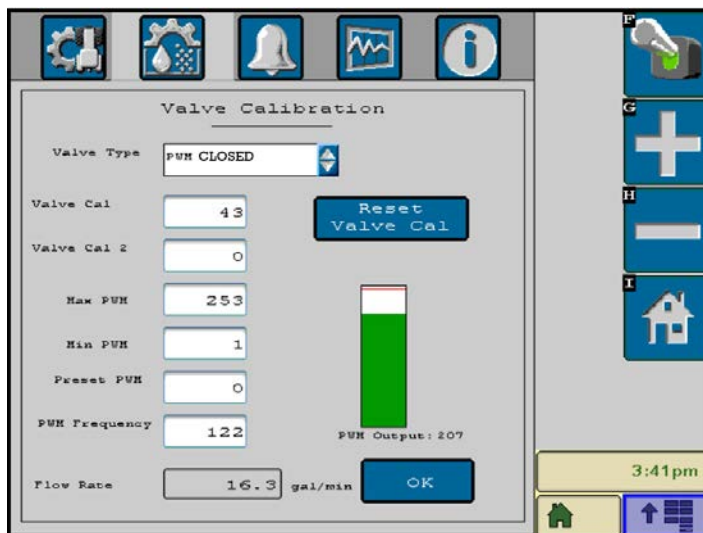 Valve Calibration
Valve Type PWM CLOSED
Valve Cal 43
Reset
Valve Cal
Valve Cal 2 0
Max PWM 253
Min PWM 1
Preset PWM 0
PWM Frequency 122
PWM Output: 207
Flow Rate 16.3 gal/min OK
F
G
H
I
3:41pm